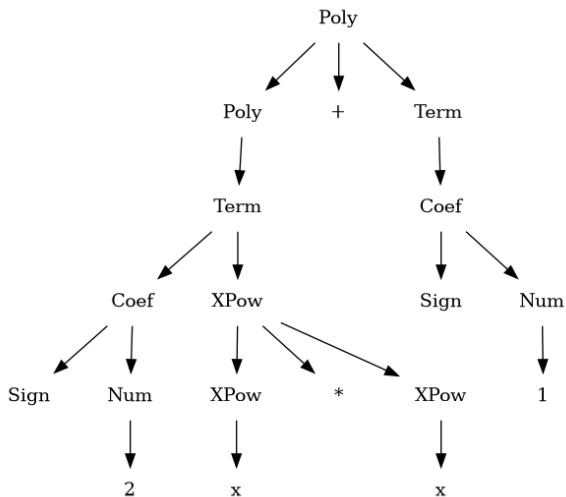 Poly
Poly + Term
Term Coef
Coef XPow Sign Num
Sign Num XPow * XPow 1
2 x x